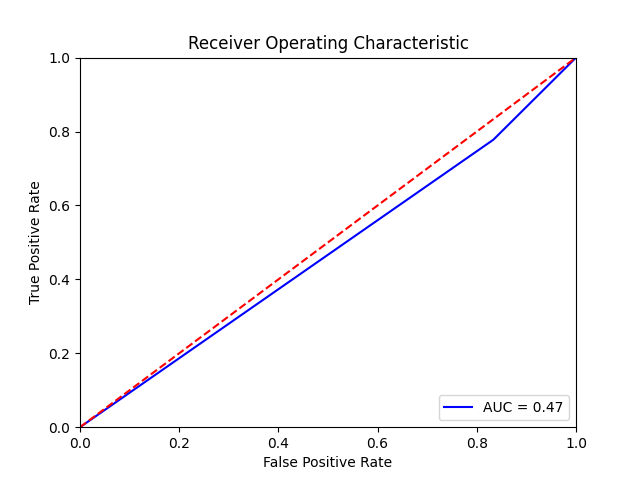 Receiver Operating Characteristic
1.0
0.8
0.6
0.4
0.2
0.0
True Positive Rate
AUC = 0.47
0.0 0.2 0.4 0.6 0.8 1.0
False Positive Rate